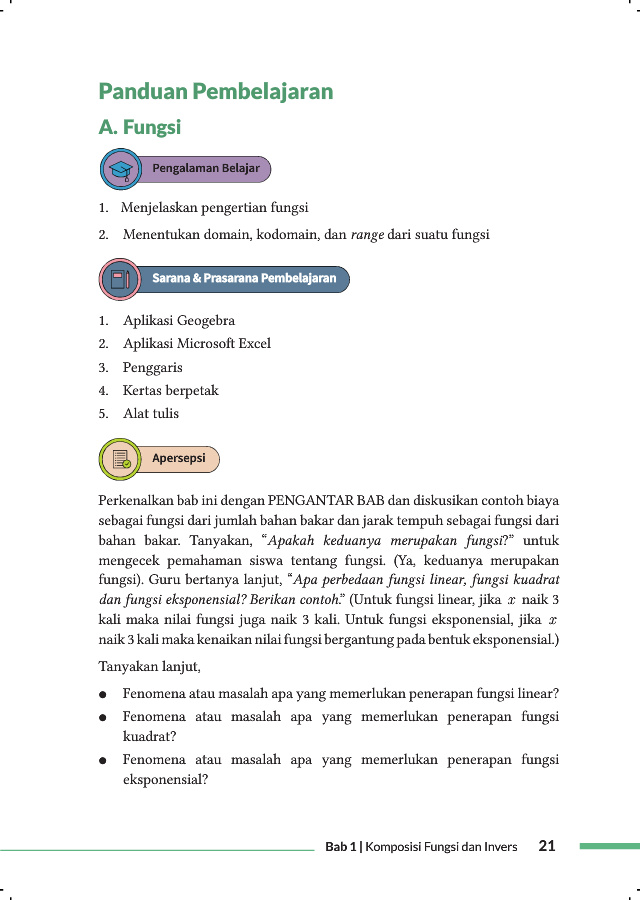 Panduan Pembelajaran
A. Fungsi
Pengalaman Belajar
1. Menjelaskan pengertian fungsi
2. Menentukan domain, kodomain, dan range dari suatu fungsi
Sarana & Prasarana Pembelajaran
1. Aplikasi Geogebra
2. Aplikasi Microsoft Excel
3. Penggaris
4. Kertas berpetak
5. Alat tulis
Apersepsi
Perkenalkan bab ini dengan PENGANTAR BAB dan diskusikan contoh biaya
sebagai fungsi dari jumlah bahan bakar dan jarak tempuh sebagai fungsi dari
bahan bakar. Tanyakan, “Apakah keduanya merupakan fungsi?” untuk
mengecek pemahaman siswa tentang fungsi. (Ya, keduanya merupakan
fungsi). Guru bertanya lanjut, “Apa perbedaan fungsi linear, fungsi kuadrat
dan fungsi eksponensial? Berikan contoh.” (Untuk fungsi linear, jika x naik 3
kali maka nilai fungsi juga naik 3 kali. Untuk fungsi eksponensial, jika x
naik 3 kali maka kenaikan nilai fungsi bergantung pada bentuk eksponensial.)
Tanyakan lanjut,
● Fenomena atau masalah apa yang memerlukan penerapan fungsi linear?
● Fenomena atau masalah apa yang memerlukan penerapan fungsi
kuadrat?
● Fenomena atau masalah apa yang memerlukan penerapan fungsi
eksponensial?
Bab 1 | Komposisi Fungsi dan Invers 21